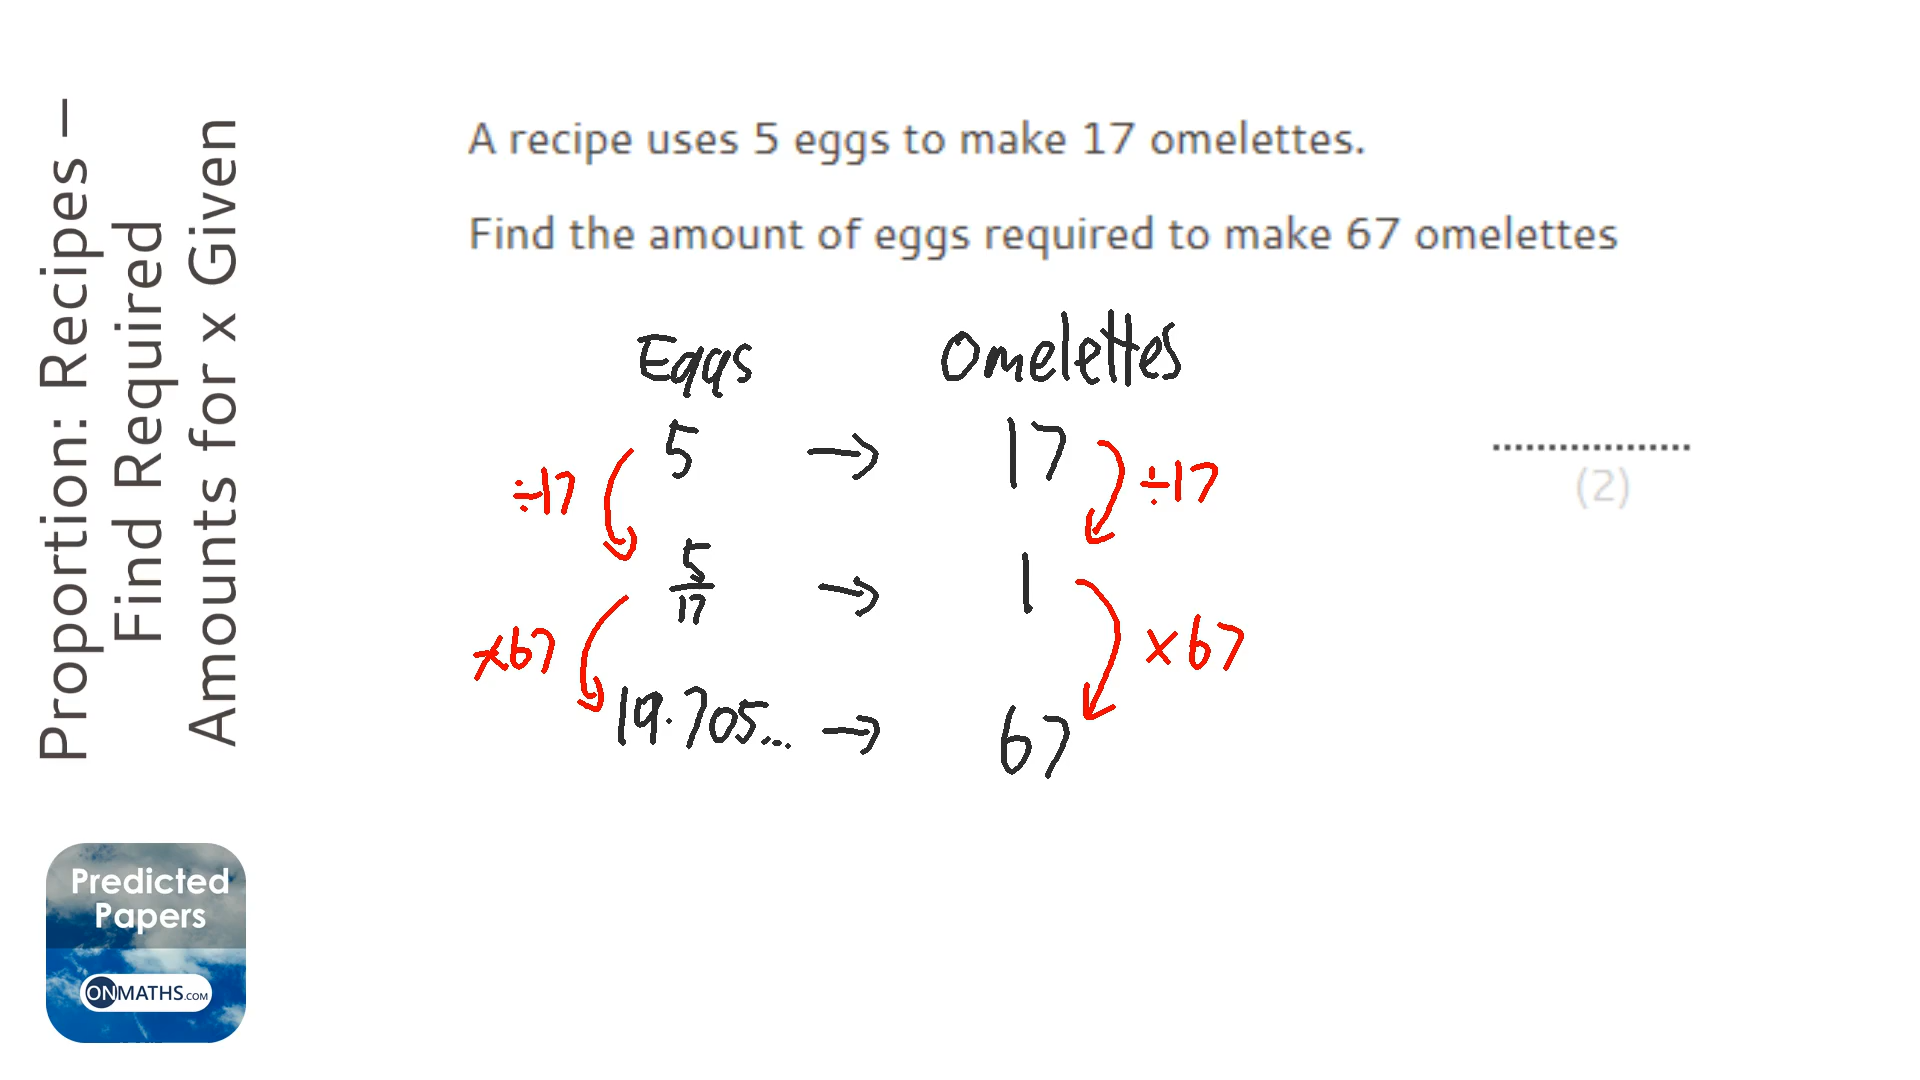 Proportion: Recipes –
Find Required
Amounts for x Given
A recipe uses 5 eggs to make 17 omelettes.
Find the amount of eggs required to make 67 omelettes
Eggs Omelettes
5 → 17
÷17 ÷17
..................
(2)
5/17 → 1
×67 ×67
19.705... → 67
Predicted
Papers
ONMATHS.COM